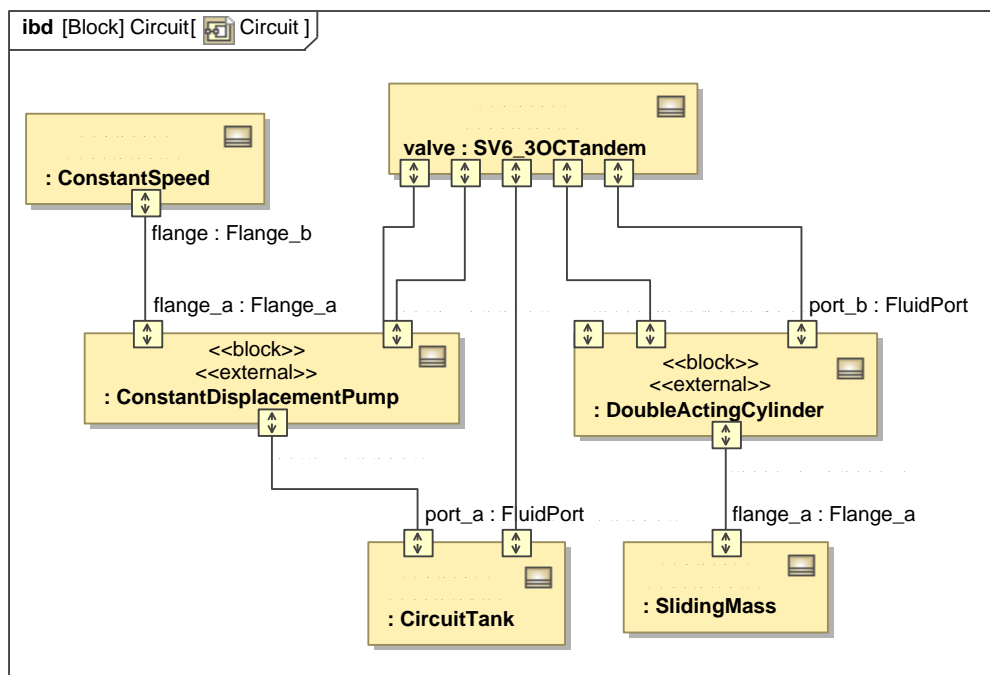 ibd [Block] Circuit[ Circuit ]
valve : SV6_3OCTandem
: ConstantSpeed
flange : Flange_b
flange_a : Flange_a
port_b : FluidPort
<<block>>
<<external>>
: ConstantDisplacementPump
<<block>>
<<external>>
: DoubleActingCylinder
port_a : FluidPort
flange_a : Flange_a
: CircuitTank
: SlidingMass